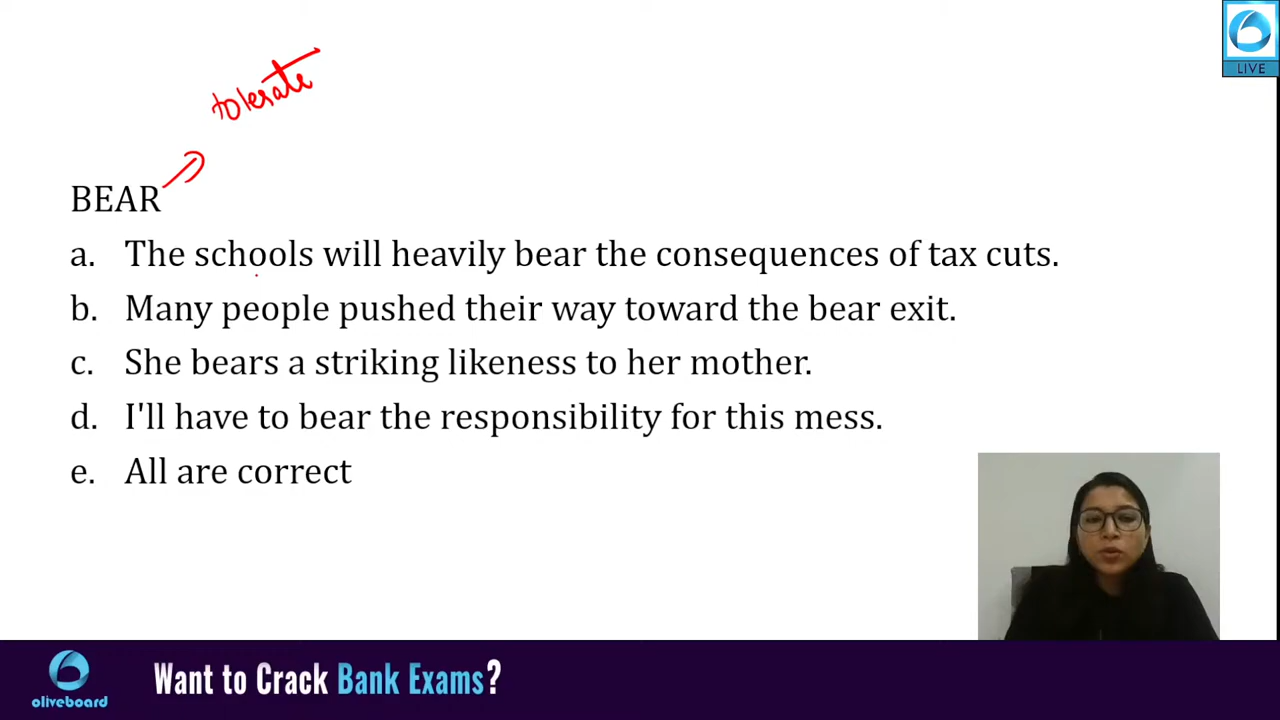 LIVE
tolerate
BEAR
a. The schools will heavily bear the consequences of tax cuts.
b. Many people pushed their way toward the bear exit.
c. She bears a striking likeness to her mother.
d. I'll have to bear the responsibility for this mess.
e. All are correct
oliveboard
Want to Crack Bank Exams?